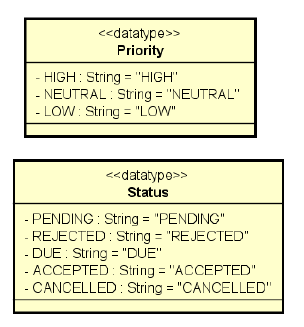 <<datatype>>
Priority
- HIGH : String = "HIGH"
- NEUTRAL : String = "NEUTRAL"
- LOW : String = "LOW"
<<datatype>>
Status
- PENDING : String = "PENDING"
- REJECTED : String = "REJECTED"
- DUE : String = "DUE"
- ACCEPTED : String = "ACCEPTED"
- CANCELLED : String = "CANCELLED"